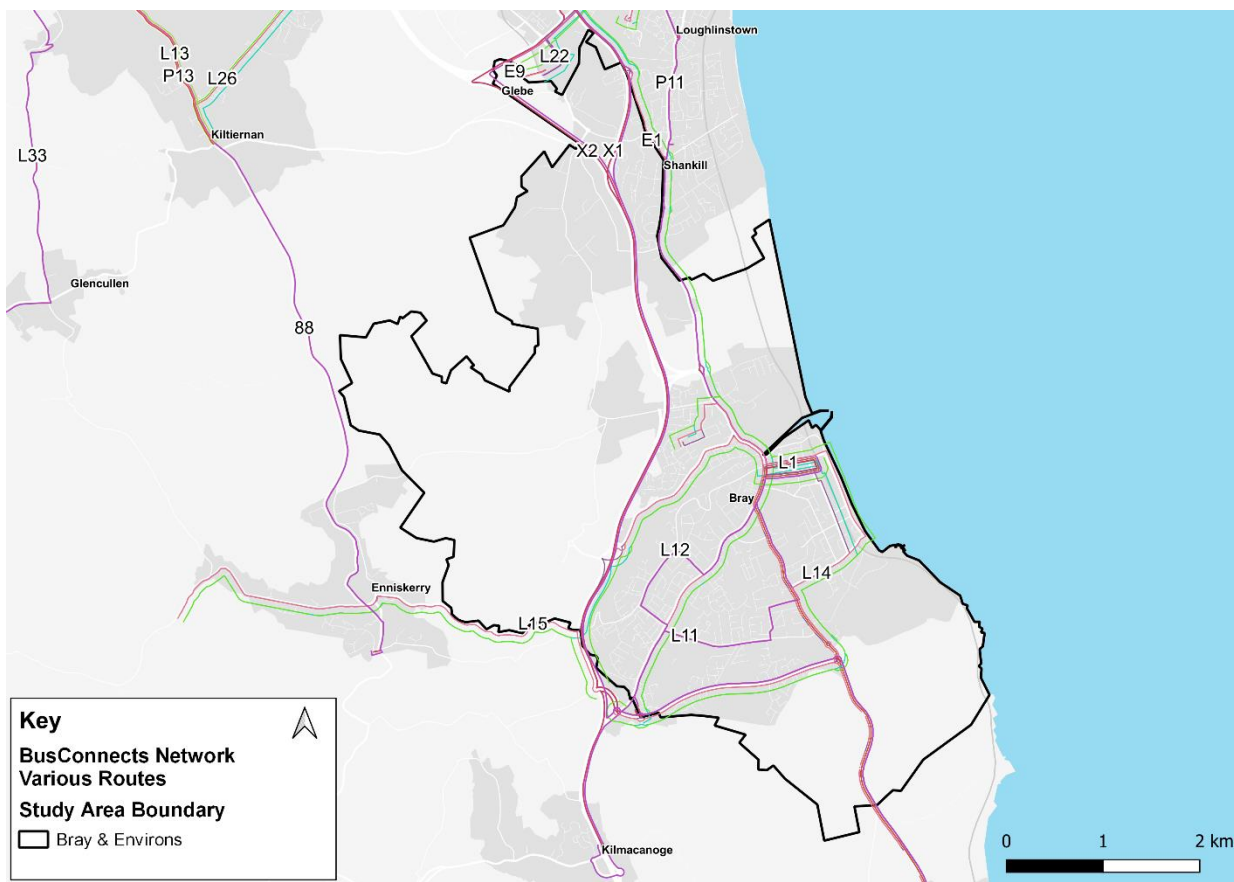 Loughlinstown
L13
L22
P13
L26
E9
P11
Glebe
Kiltiernan
E1
L33
X2 X1
Shankill
Glencullen
88
L1
Bray
L12
L14
Enniskerry
L15
L11
Key
BusConnects Network
Various Routes
Study Area Boundary
Bray & Environs
Kilmacanoge
0 1 2 km